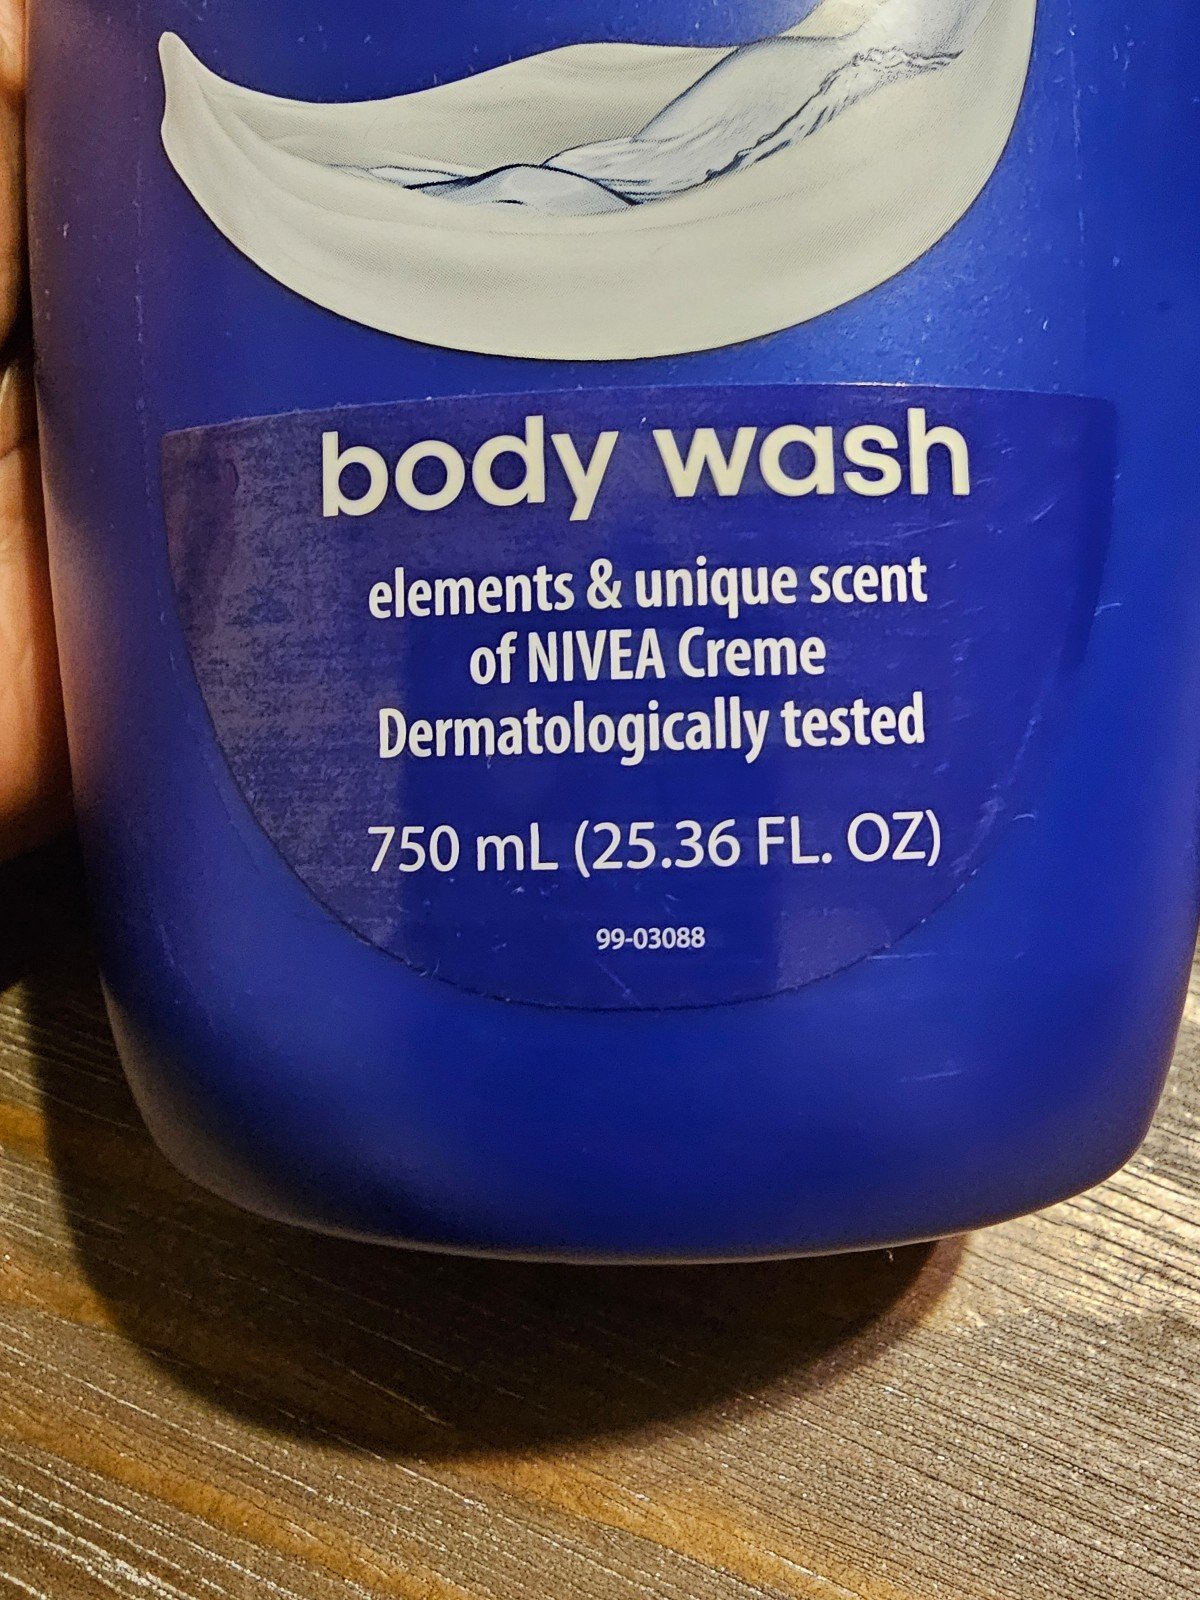 body wash
elements & unique scent
of NIVEA Creme
Dermatologically tested
750 mL (25.36 FL. OZ)
99-03088